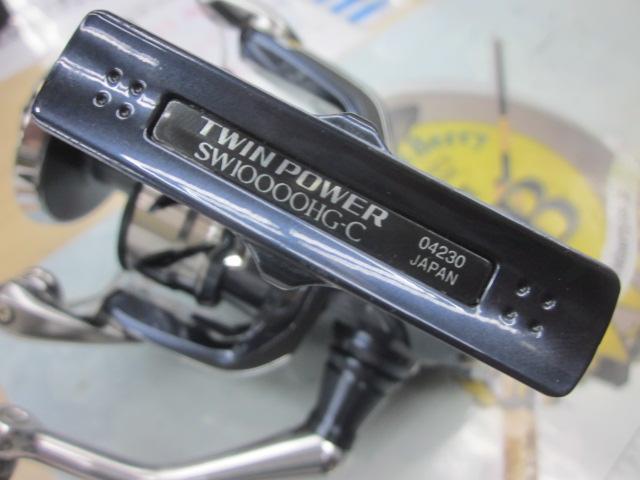 TWIN POWER
SW10000HG-C
04230
JAPAN